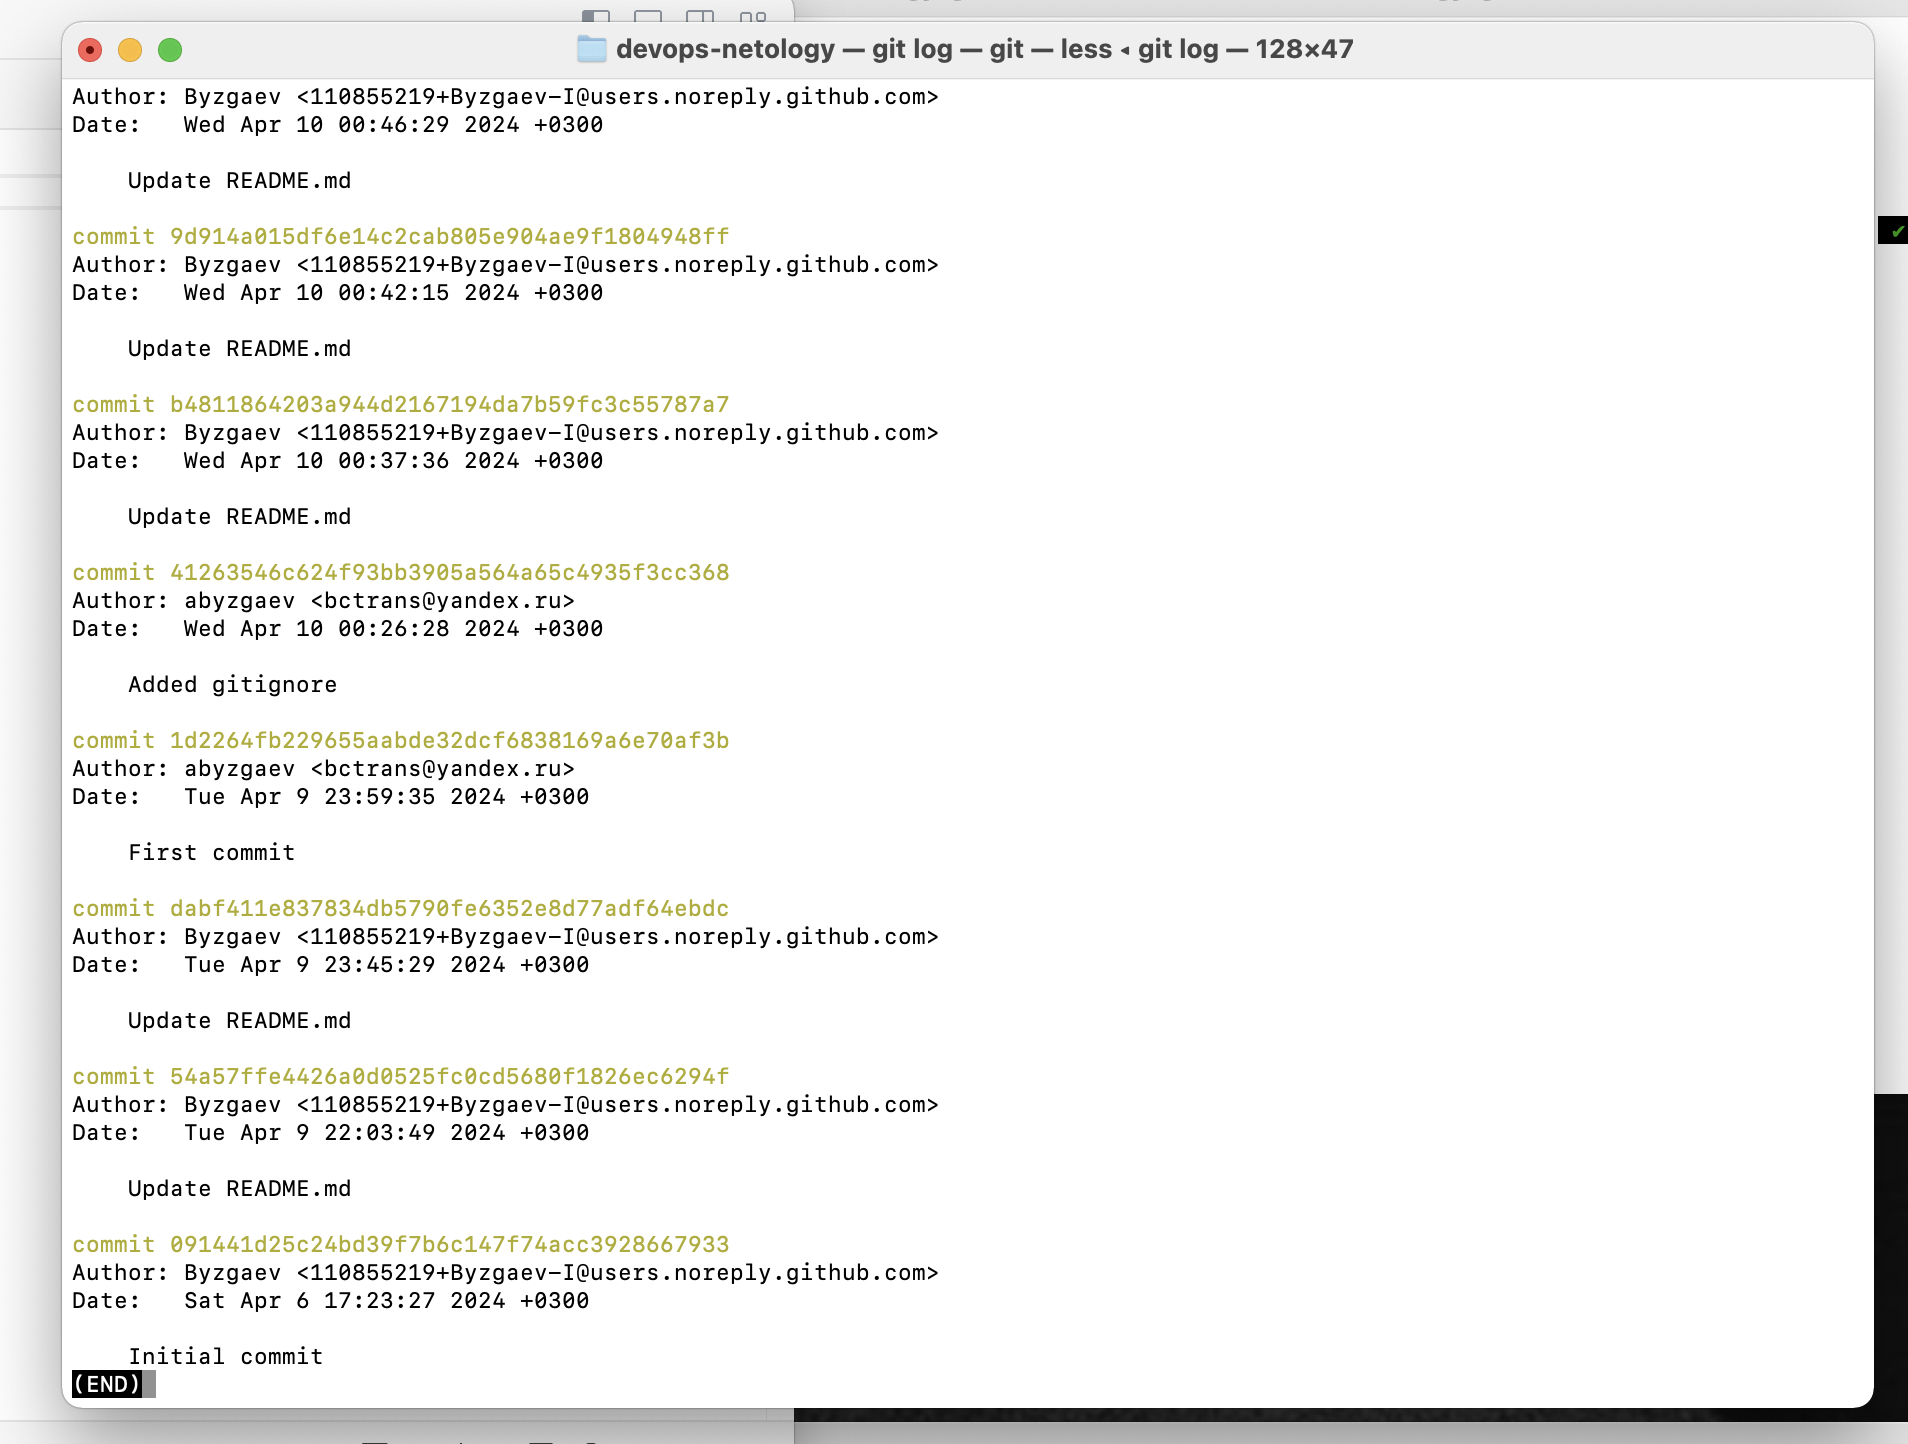 devops-netology — git log — git — less ◂ git log — 128×47
Author: Byzgaev <110855219+Byzgaev-I@users.noreply.github.com>
Date:   Wed Apr 10 00:46:29 2024 +0300
Update README.md
commit 9d914a015df6e14c2cab805e904ae9f1804948ff
Author: Byzgaev <110855219+Byzgaev-I@users.noreply.github.com>
Date:   Wed Apr 10 00:42:15 2024 +0300
Update README.md
commit b4811864203a944d2167194da7b59fc3c55787a7
Author: Byzgaev <110855219+Byzgaev-I@users.noreply.github.com>
Date:   Wed Apr 10 00:37:36 2024 +0300
Update README.md
commit 41263546c624f93bb3905a564a65c4935f3cc368
Author: abyzgaev <bctrans@yandex.ru>
Date:   Wed Apr 10 00:26:28 2024 +0300
Added gitignore
commit 1d2264fb229655aabde32dcf6838169a6e70af3b
Author: abyzgaev <bctrans@yandex.ru>
Date:   Tue Apr 9 23:59:35 2024 +0300
First commit
commit dabf411e837834db5790fe6352e8d77adf64ebdc
Author: Byzgaev <110855219+Byzgaev-I@users.noreply.github.com>
Date:   Tue Apr 9 23:45:29 2024 +0300
Update README.md
commit 54a57ffe4426a0d0525fc0cd5680f1826ec6294f
Author: Byzgaev <110855219+Byzgaev-I@users.noreply.github.com>
Date:   Tue Apr 9 22:03:49 2024 +0300
Update README.md
commit 091441d25c24bd39f7b6c147f74acc3928667933
Author: Byzgaev <110855219+Byzgaev-I@users.noreply.github.com>
Date:   Sat Apr 6 17:23:27 2024 +0300
Initial commit
(END)